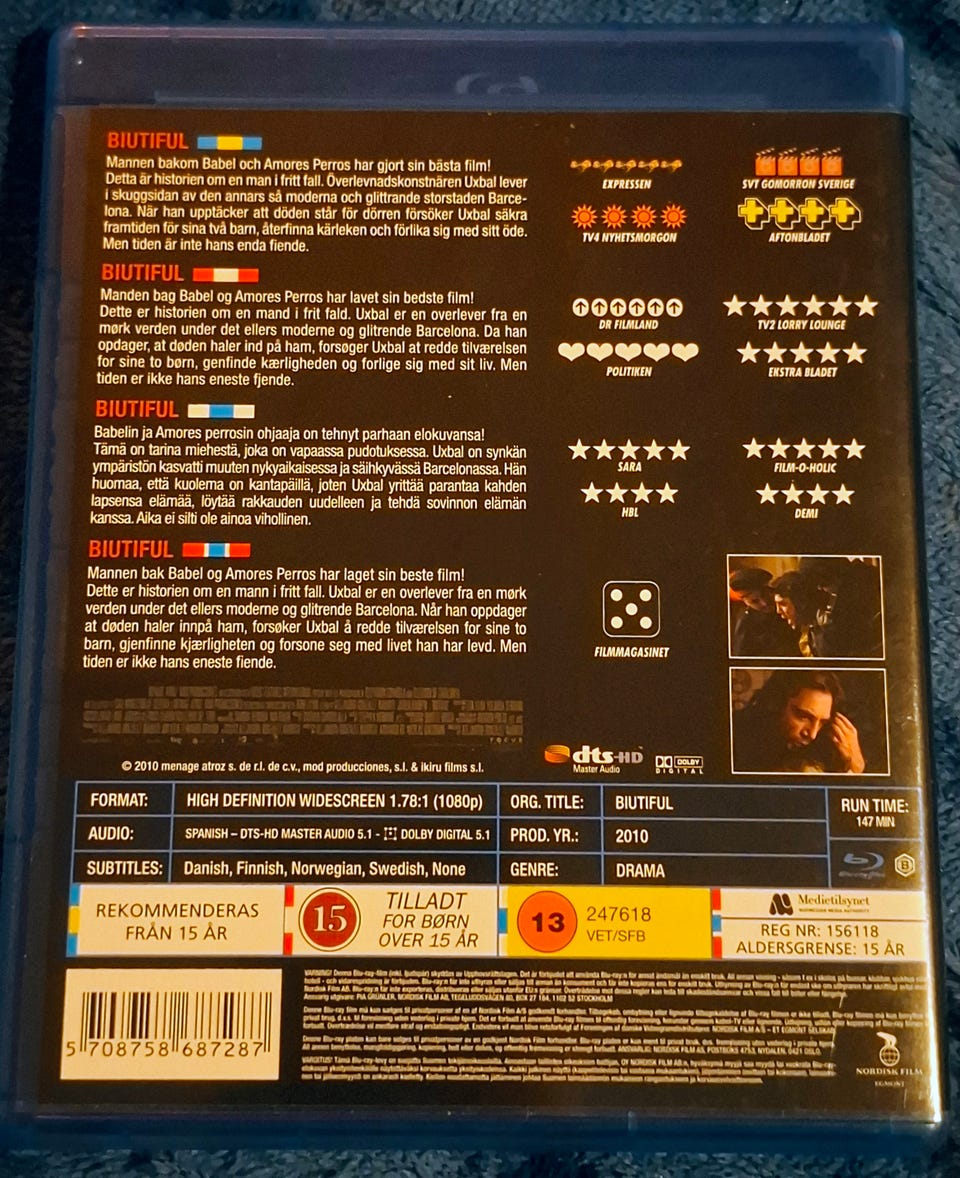 BIUTIFUL
Mannen bakom Babel och Amores Perros har gjort sin bästa film!
Detta är historien om en man i fritt fall. Överlevnadskonstnären Uxbal lever
i skuggsidan av den annars så moderna och glittrande storstaden Barce-
lona. När han upptäcker att döden står för dörren försöker Uxbal säkra
framtiden för sina två barn, återfinna kärleken och förlika sig med sitt öde.
Men tiden är inte hans enda fiende.
EXPRESSEN
SVT GOMORRON SVERIGE
TV4 NYHETSMORGON
AFTONBLADET
BIUTIFUL
Manden bag Babel og Amores Perros har lavet sin bedste film!
Dette er historien om en mand i frit fald. Uxbal er en overlever fra en
mørk verden under det ellers moderne og glitrende Barcelona. Da han
opdager, at døden haler ind på ham, forsøger Uxbal at redde tilværelsen
for sine to børn, genfinde kærligheden og forlige sig med sit liv. Men
tiden er ikke hans eneste fjende.
DR FILMLAND
TV2 LORRY LOUNGE
POLITIKEN
EKSTRA BLADET
BIUTIFUL
Babelin ja Amores perrosin ohjaaja on tehnyt parhaan elokuvansa!
Tämä on tarina miehestä, joka on vapaassa pudotuksessa. Uxbal on synkän
ympäristön kasvatti muuten nykyaikaisessa ja säihkyvässä Barcelonassa. Hän
huomaa, että kuolema on kantapäillä, joten Uxbal yrittää parantaa kahden
lapsensa elämää, löytää rakkauden uudelleen ja tehdä sovinnon elämän
kanssa. Aika ei silti ole ainoa vihollinen.
SARA
FILM-O-HOLIC
HBL
DEMI
BIUTIFUL
Mannen bak Babel og Amores Perros har laget sin beste film!
Dette er historien om en mann i fritt fall. Uxbal er en overlever fra en mørk
verden under det ellers moderne og glitrende Barcelona. Når han oppdager
at døden haler innpå ham, forsøker Uxbal å redde tilværelsen for sine to
barn, gjenfinne kjærligheten og forsone seg med livet han har levd. Men
tiden er ikke hans eneste fiende.
FILMMAGASINET
FOCUS
© 2010 menage atroz s. de r.l. de c.v., mod producciones, s.l. & ikiru films s.l.
dts-HD
Master Audio
DOLBY
DIGITAL
FORMAT: HIGH DEFINITION WIDESCREEN 1.78:1 (1080p) ORG. TITLE: BIUTIFUL
RUN TIME:
147 MIN
AUDIO: SPANISH – DTS-HD MASTER AUDIO 5.1 - DOLBY DIGITAL 5.1 PROD. YR.: 2010
SUBTITLES: Danish, Finnish, Norwegian, Swedish, None GENRE: DRAMA
Blu-ray Disc
B
REKOMMENDERAS
FRÅN 15 ÅR
15
TILLADT
FOR BØRN
OVER 15 ÅR
13
247618
VET/SFB
Medietilsynet
NORWEGIAN MEDIA AUTHORITY
REG NR: 156118
ALDERSGRENSE: 15 ÅR
5 708758 687287
NORDISK FILM
EGMONT